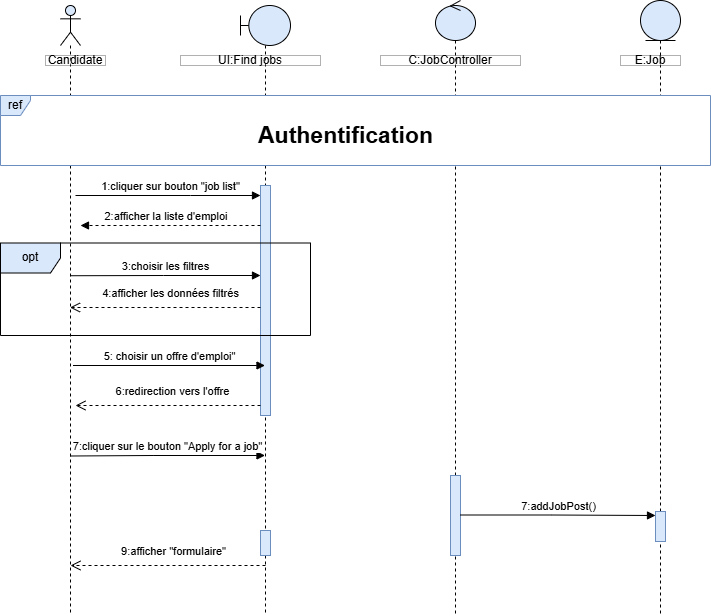 Candidate
UI:Find jobs
C:JobController
E:Job
ref
Authentification
1:cliquer sur bouton "job list"
2:afficher la liste d'emploi
opt
3:choisir les filtres
4:afficher les données filtrés
5: choisir un offre d'emploi"
6:redirection vers l'offre
7:cliquer sur le bouton "Apply for a job"
7:addJobPost()
9:afficher "formulaire"